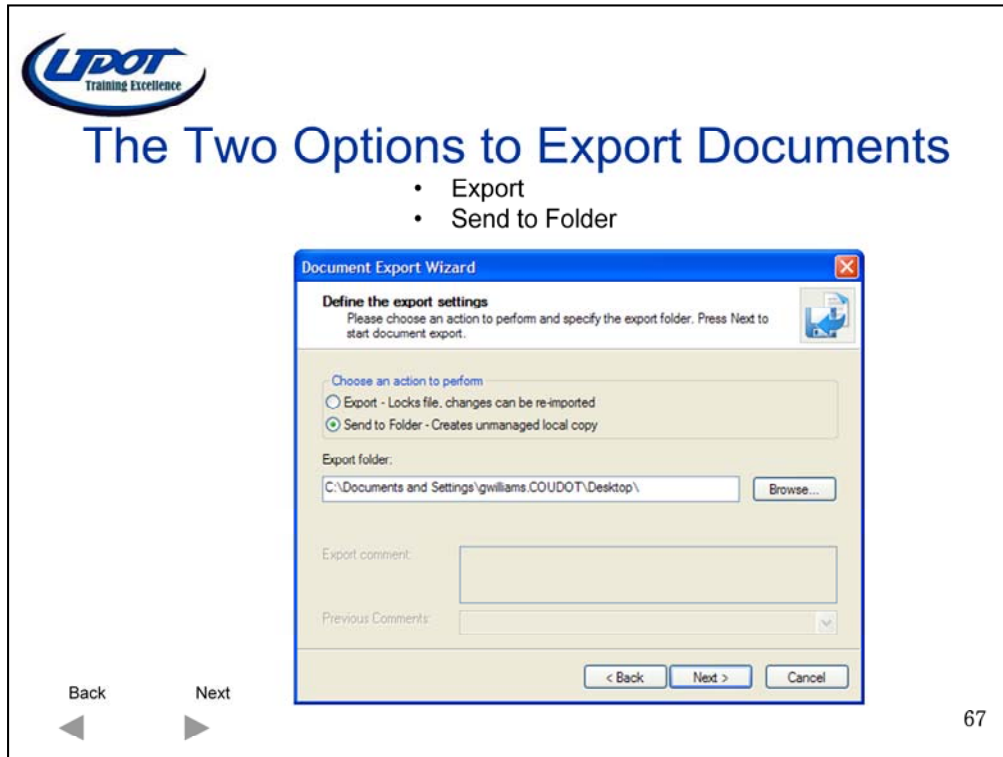 UDOT
Training Excellence
The Two Options to Export Documents
• Export
• Send to Folder
Document Export Wizard
Define the export settings
Please choose an action to perform and specify the export folder. Press Next to
start document export.
Choose an action to perform
Export - Locks file, changes can be re-imported
Send to Folder - Creates unmanaged local copy
Export folder:
C:\Documents and Settings\gwilliams.COUDOT\Desktop\
Browse...
Export comment:
Previous Comments:
< Back
Next >
Cancel
Back
Next
67